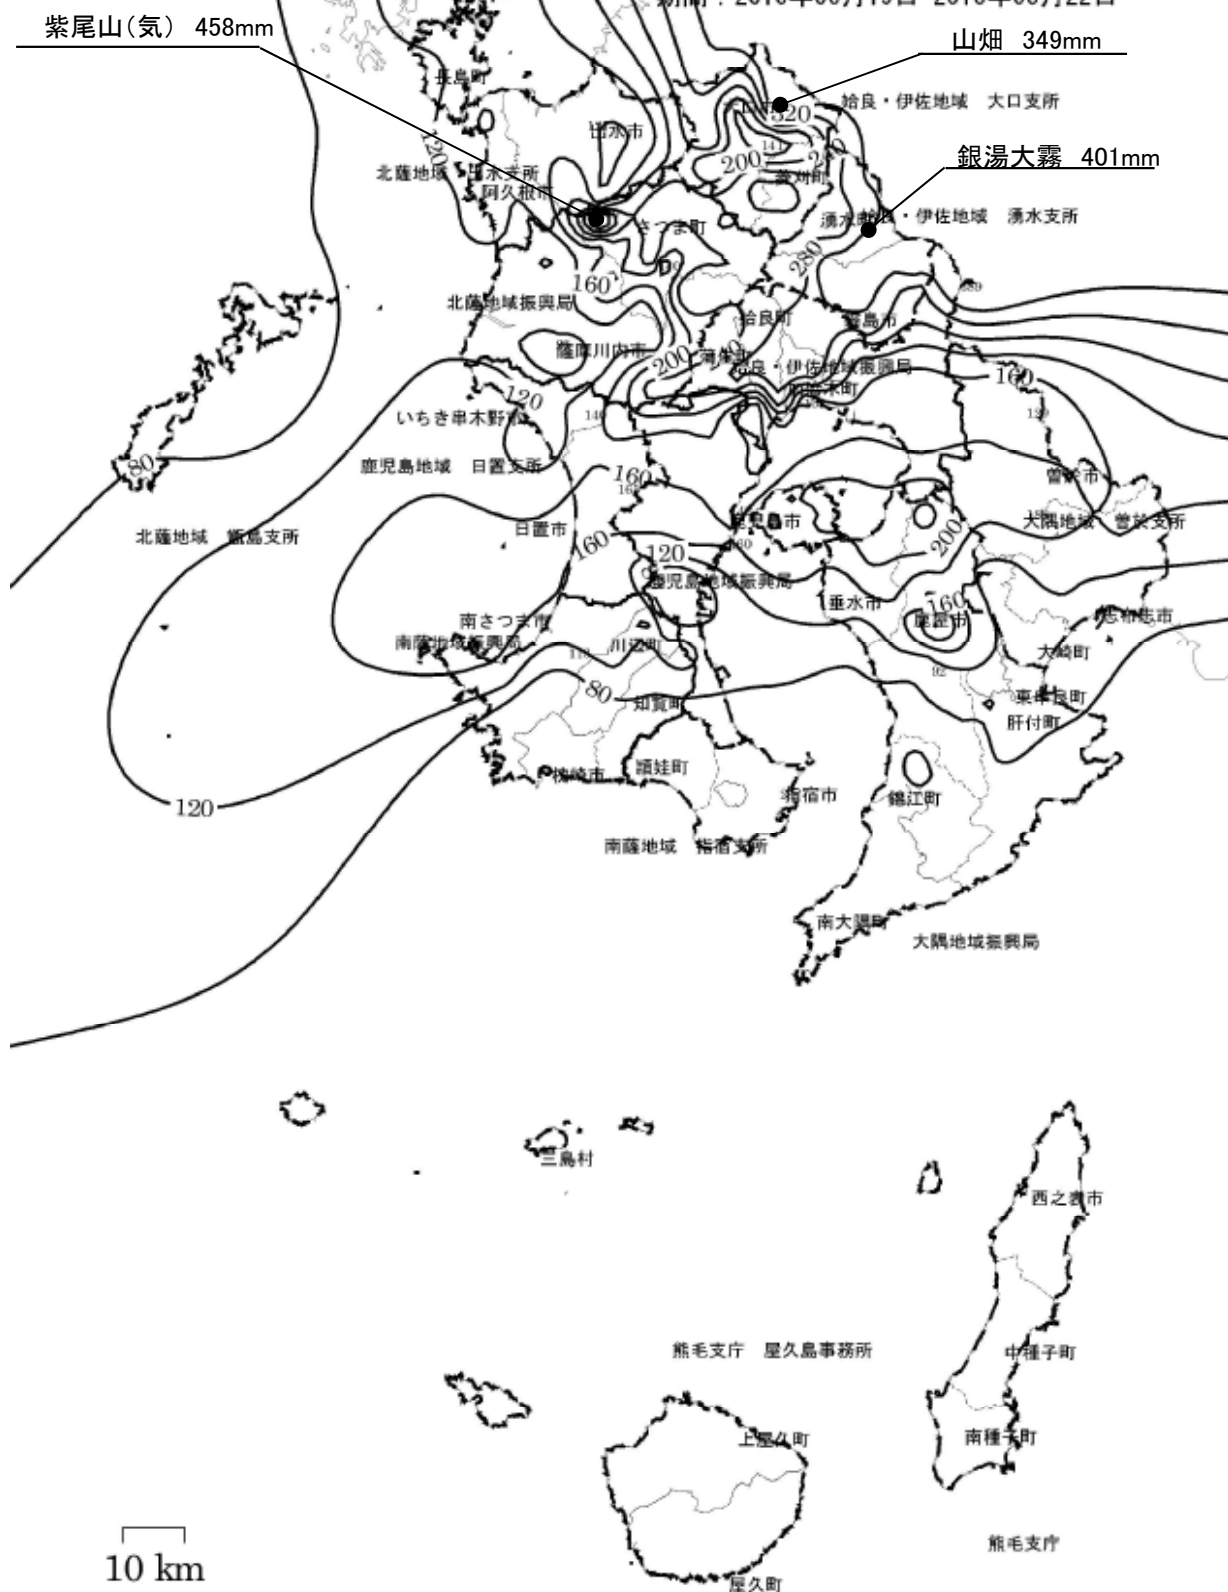 紫尾山(気) 458mm
山畑 349mm
長島町
姶良・伊佐地域 大口支所
320
出水市
120
141
200
銀湯大霧 401mm
北薩地域 出水支所
菱刈町
阿久根市
湧水町
姶良・伊佐地域 湧水支所
さつま町
280
160
北薩地域振興局
姶良町
霧島市
薩摩川内市
200
蒲生町
姶良・伊佐地域振興局
160
120
いちき串木野市
140
80
鹿児島地域 日置支所
160
曽於市
日置市
鹿児島市
大隅地域 曽於支所
北薩地域 甑島支所
200
160
120
鹿児島地域振興局
垂水市
160
南さつま市
鹿屋市
志布志市
南薩地域振興局
川辺町
大崎町
92
80
知覧町
東串良町
肝付町
枕崎市
頴娃町
指宿市
錦江町
120
南薩地域 指宿支所
南大隅町
大隅地域振興局
三島村
西之表市
熊毛支庁 屋久島事務所
中種子町
上屋久町
南種子町
熊毛支庁
10 km
屋久町